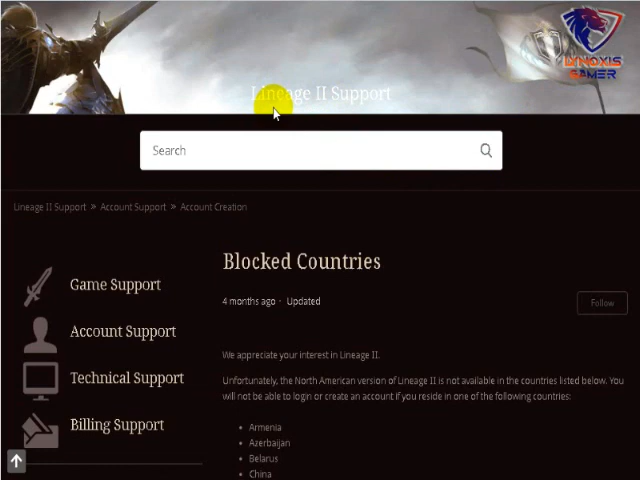 LYNOXIS
GAMER
Lineage II Support
Search
Lineage II Support » Account Support » Account Creation
Blocked Countries
4 months ago · Updated
Follow
Game Support
Account Support
Technical Support
Billing Support
We appreciate your interest in Lineage II.
Unfortunately, the North American version of Lineage II is not available in the countries listed below. You
will not be able to login or create an account if you reside in one of the following countries:
• Armenia
• Azerbaijan
• Belarus
• China